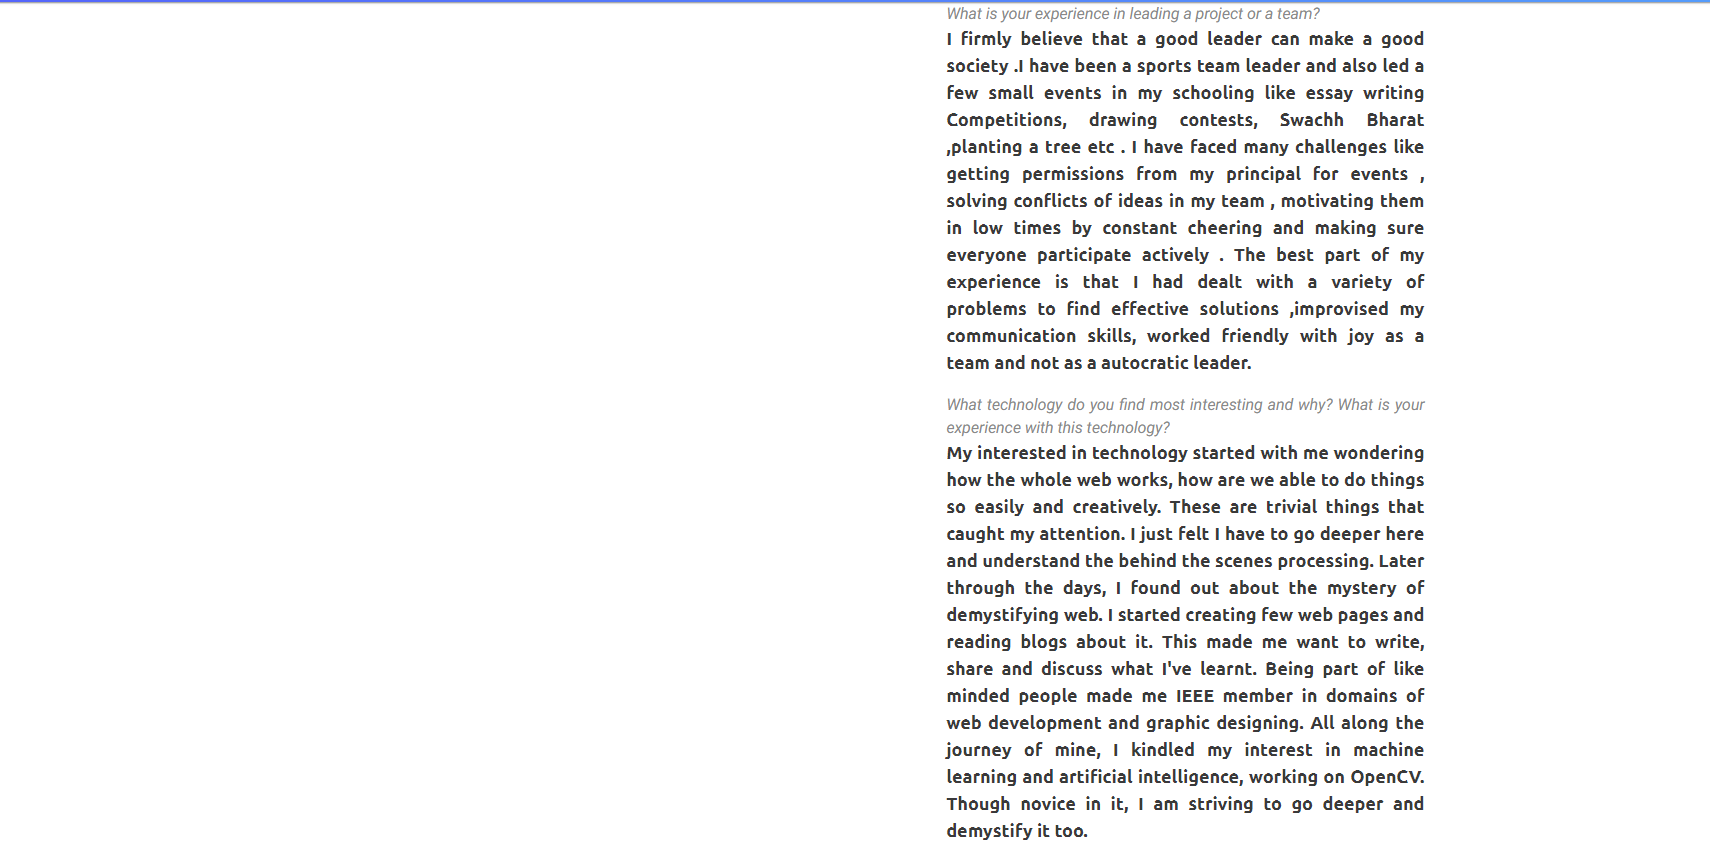 What is your experience in leading a project or a team?
I firmly believe that a good leader can make a good
society .I have been a sports team leader and also led a
few small events in my schooling like essay writing
Competitions, drawing contests, Swachh Bharat
,planting a tree etc . I have faced many challenges like
getting permissions from my principal for events ,
solving conflicts of ideas in my team , motivating them
in low times by constant cheering and making sure
everyone participate actively . The best part of my
experience is that I had dealt with a variety of
problems to find effective solutions ,improvised my
communication skills, worked friendly with joy as a
team and not as a autocratic leader.
What technology do you find most interesting and why? What is your
experience with this technology?
My interested in technology started with me wondering
how the whole web works, how are we able to do things
so easily and creatively. These are trivial things that
caught my attention. I just felt I have to go deeper here
and understand the behind the scenes processing. Later
through the days, I found out about the mystery of
demystifying web. I started creating few web pages and
reading blogs about it. This made me want to write,
share and discuss what I've learnt. Being part of like
minded people made me IEEE member in domains of
web development and graphic designing. All along the
journey of mine, I kindled my interest in machine
learning and artificial intelligence, working on OpenCV.
Though novice in it, I am striving to go deeper and
demystify it too.